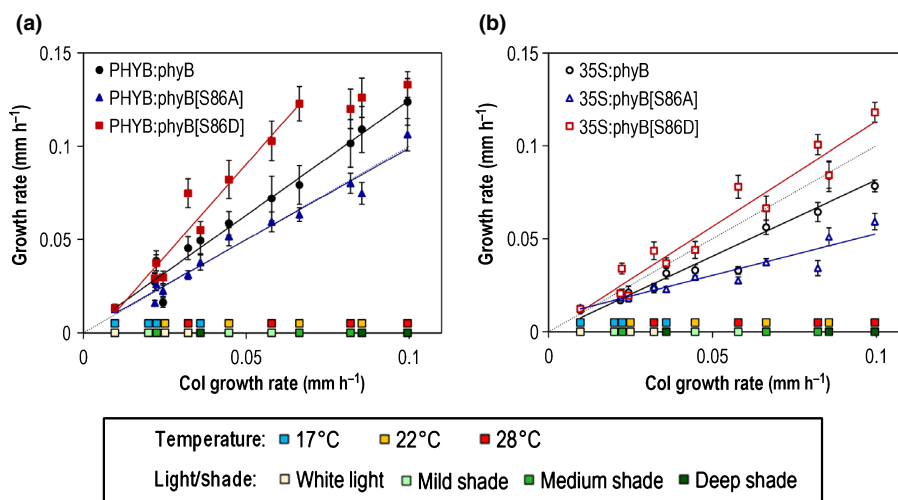 (a)
0.15
0.1
0.05
0
Growth rate (mm h⁻¹)
PHYB:phyB
PHYB:phyB[S86A]
PHYB:phyB[S86D]
0 0.05 0.1
Col growth rate (mm h⁻¹)
(b)
0.15
0.1
0.05
0
Growth rate (mm h⁻¹)
35S:phyB
35S:phyB[S86A]
35S:phyB[S86D]
0 0.05 0.1
Col growth rate (mm h⁻¹)
Temperature: 17°C 22°C 28°C
Light/shade: White light Mild shade Medium shade Deep shade